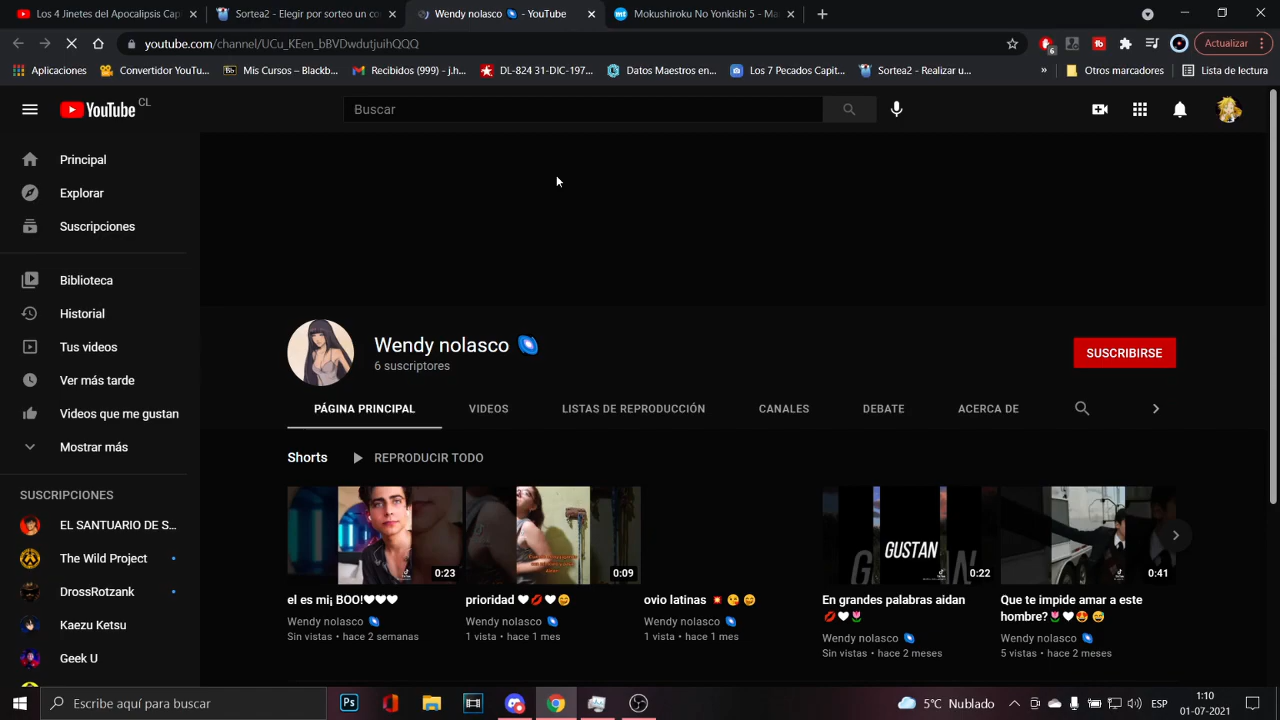 Los 4 Jinetes del Apocalipsis Cap
Sortea2 - Elegir por sorteo un co
Wendy nolasco - YouTube
Mokushiroku No Yonkishi 5 - Ma
youtube.com/channel/UCu_KEen_bBVDwdutjuihQQQ
6
Actualizar
Aplicaciones
Convertidor YouTu...
Mis Cursos – Blackb...
Recibidos (999) - j.h...
DL-824 31-DIC-197...
Datos Maestros en...
Los 7 Pecados Capit...
Sortea2 - Realizar u...
»
Otros marcadores
Lista de lectura
YouTube CL
Buscar
Principal
Explorar
Suscripciones
Biblioteca
Historial
Tus videos
Ver más tarde
Videos que me gustan
Mostrar más
SUSCRIPCIONES
EL SANTUARIO DE S...
The Wild Project
DrossRotzank
Kaezu Ketsu
Geek U
Wendy nolasco
6 suscriptores
SUSCRIBIRSE
PÁGINA PRINCIPAL
VIDEOS
LISTAS DE REPRODUCCIÓN
CANALES
DEBATE
ACERCA DE
Shorts
REPRODUCIR TODO
0:23
0:09
GUSTAN
0:22
0:41
el es mi¡ BOO!🤍🤍🤍
Wendy nolasco
Sin vistas • hace 2 semanas
prioridad 🤍💋🤍😊
Wendy nolasco
1 vista • hace 1 mes
ovio latinas 💥😘😊
Wendy nolasco
1 vista • hace 1 mes
En grandes palabras aidan
💋🤍🌷
Wendy nolasco
Sin vistas • hace 2 meses
Que te impide amar a este
hombre?🌷🤍🤩😅
Wendy nolasco
5 vistas • hace 2 meses
Escribe aquí para buscar
Ps
5°C Nublado
ESP
1:10
01-07-2021